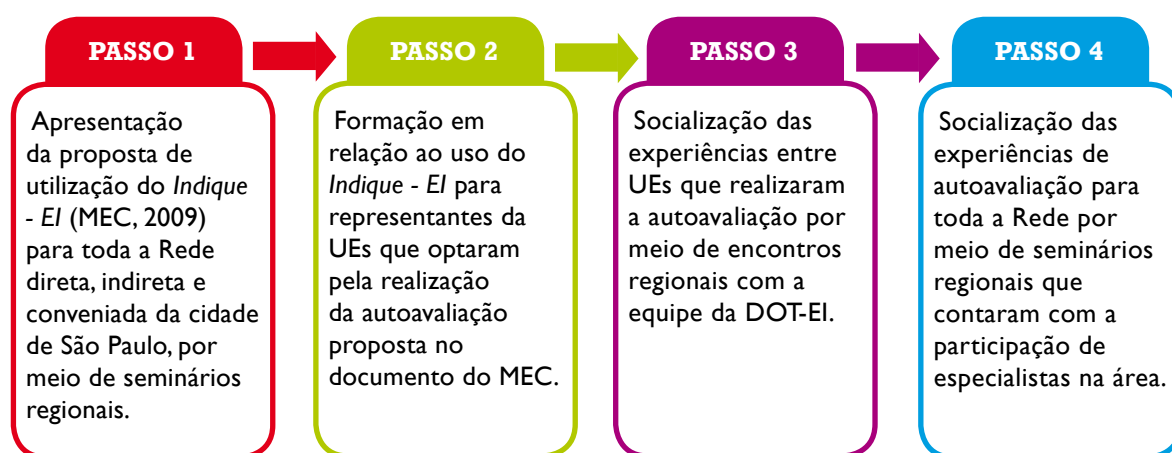 PASSO 1
Apresentação
da proposta de
utilização do Indique
- EI (MEC, 2009)
para toda a Rede
direta, indireta e
conveniada da cidade
de São Paulo, por
meio de seminários
regionais.
PASSO 2
Formação em
relação ao uso do
Indique - EI para
representantes da
UEs que optaram
pela realização
da autoavaliação
proposta no
documento do MEC.
PASSO 3
Socialização das
experiências entre
UEs que realizaram
a autoavaliação por
meio de encontros
regionais com a
equipe da DOT-EI.
PASSO 4
Socialização das
experiências de
autoavaliação para
toda a Rede por
meio de seminários
regionais que
contaram com a
participação de
especialistas na área.